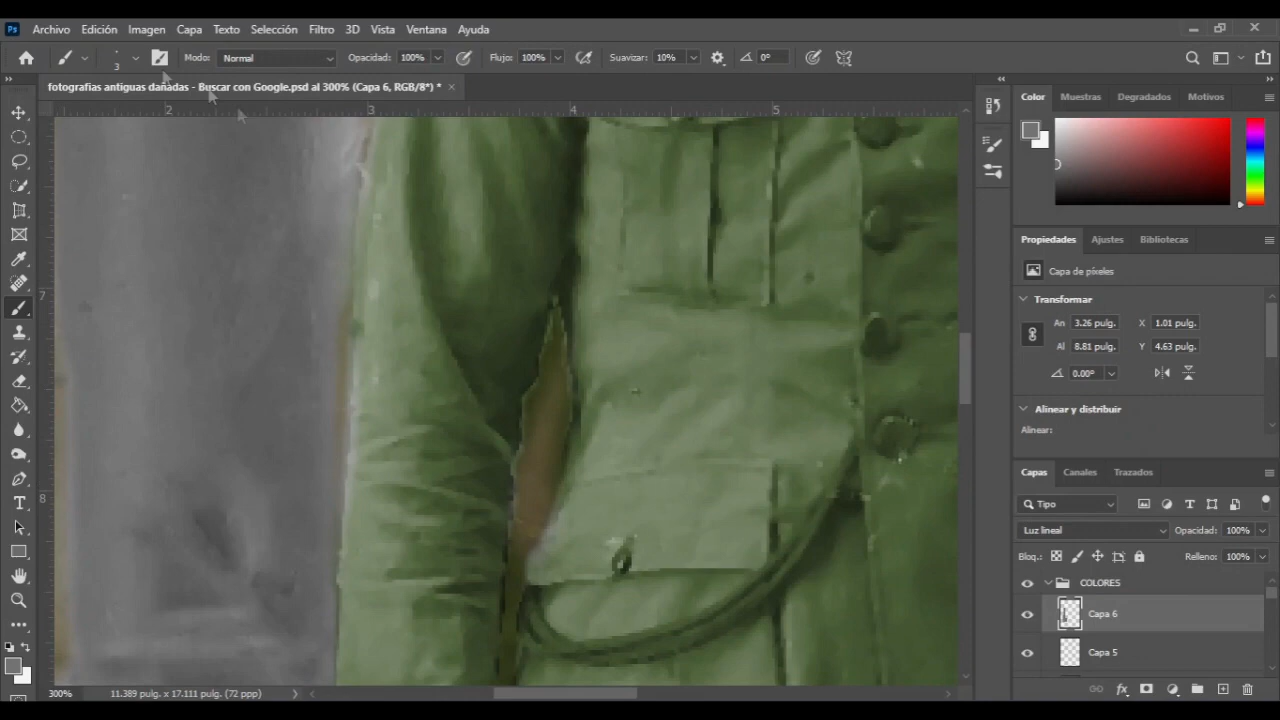 Ps Archivo Edición Imagen Capa Texto Selección Filtro 3D Vista Ventana Ayuda
3 Modo: Normal Opacidad: 100% Flujo: 100% Suavizar: 10% 0°
fotografias antiguas dañadas - Buscar con Google.psd al 300% (Capa 6, RGB/8*) * ×
2 3 4 5
7
8
Color Muestras Degradados Motivos
Propiedades Ajustes Bibliotecas
Capa de píxeles
Transformar
An 3.26 pulg. X 1.01 pulg.
Al 8.81 pulg. Y 4.63 pulg.
0.00°
Alinear y distribuir
Alinear:
Capas Canales Trazados
Tipo
Luz lineal Opacidad: 100%
Bloq.: Relleno: 100%
COLORES
Capa 6
Capa 5
300% 11.389 pulg. x 17.111 pulg. (72 ppp)